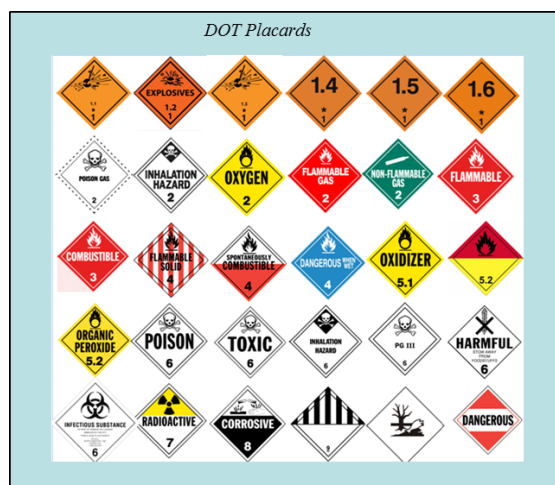 DOT Placards
1.1
*
1
EXPLOSIVES
1.2
*
1
1.3
*
1
1.4
*
1
1.5
*
1
1.6
*
1
POISON GAS
2
INHALATION
HAZARD
2
OXYGEN
2
FLAMMABLE
GAS
2
NON-FLAMMABLE
GAS
2
FLAMMABLE
3
COMBUSTIBLE
3
FLAMMABLE
SOLID
4
SPONTANEOUSLY
COMBUSTIBLE
4
DANGEROUS WHEN
WET
4
OXIDIZER
5.1
5.2
ORGANIC
PEROXIDE
5.2
POISON
6
TOXIC
6
INHALATION
HAZARD
6
PG III
6
HARMFUL
STOW AWAY
FROM
FOODSTUFFS
6
INFECTIOUS SUBSTANCE
6
RADIOACTIVE
7
CORROSIVE
8
9
DANGEROUS